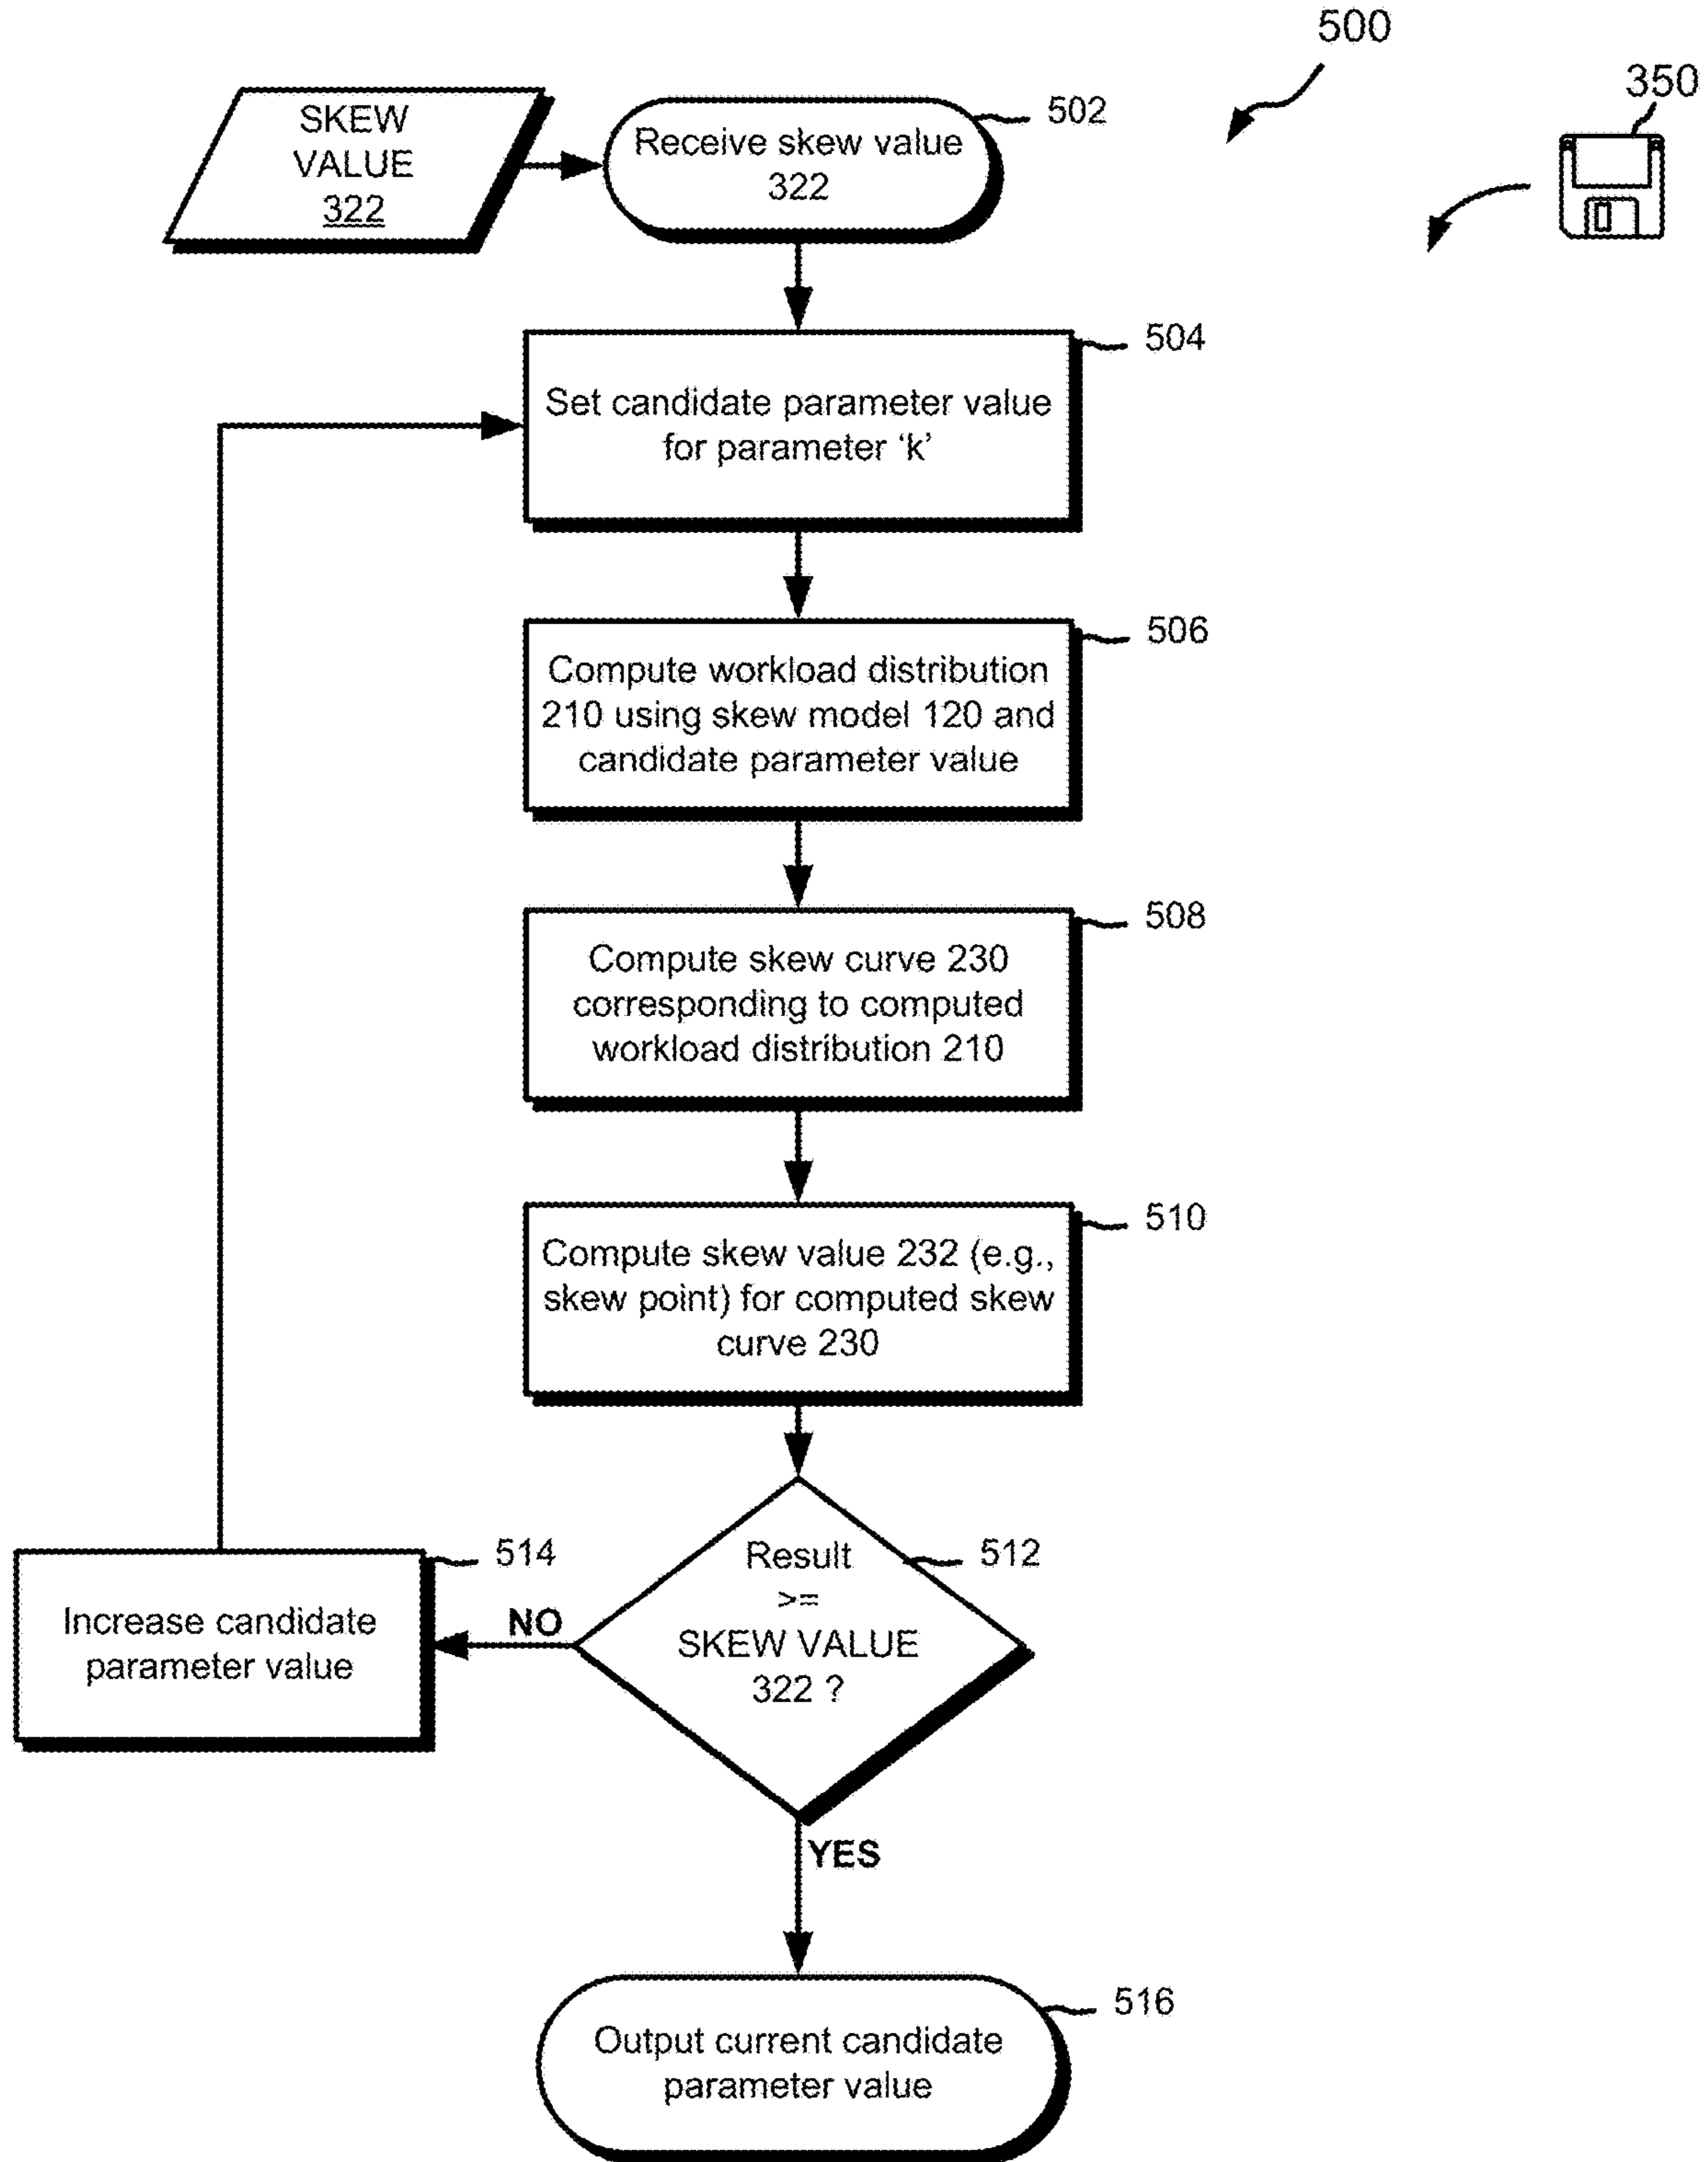 500
350
SKEW
VALUE
322
Receive skew value
322
502
504
Set candidate parameter value
for parameter ‘k’
506
Compute workload distribution
210 using skew model 120 and
candidate parameter value
508
Compute skew curve 230
corresponding to computed
workload distribution 210
510
Compute skew value 232 (e.g.,
skew point) for computed skew
curve 230
514
Increase candidate
parameter value
NO
512
Result
>=
SKEW VALUE
322 ?
YES
516
Output current candidate
parameter value